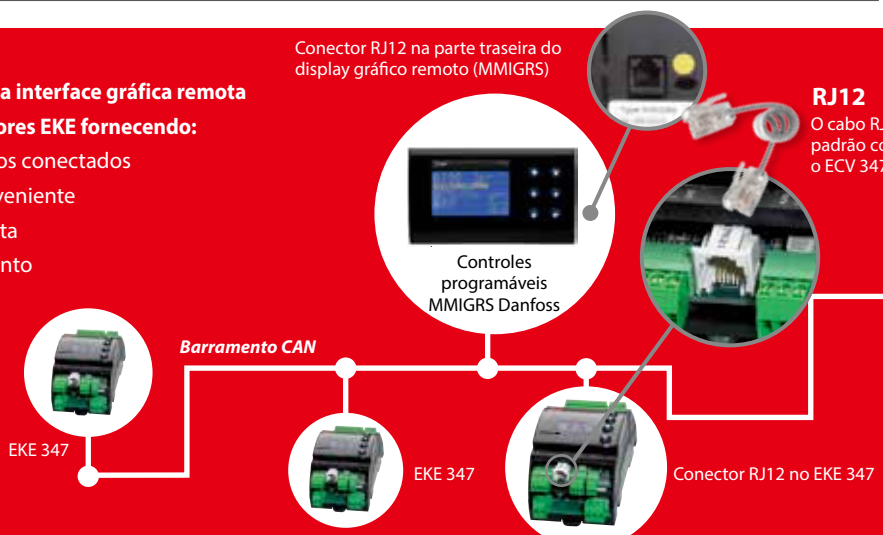 Conector RJ12 na parte traseira do
display gráfico remoto (MMIGRS)
a interface gráfica remota
ores EKE fornecendo:
os conectados
veniente
ta
nto
RJ12
O cabo RJ
padrão co
o ECV 347
Controles
programáveis
MMIGRS Danfoss
Barramento CAN
EKE 347
EKE 347
Conector RJ12 no EKE 347